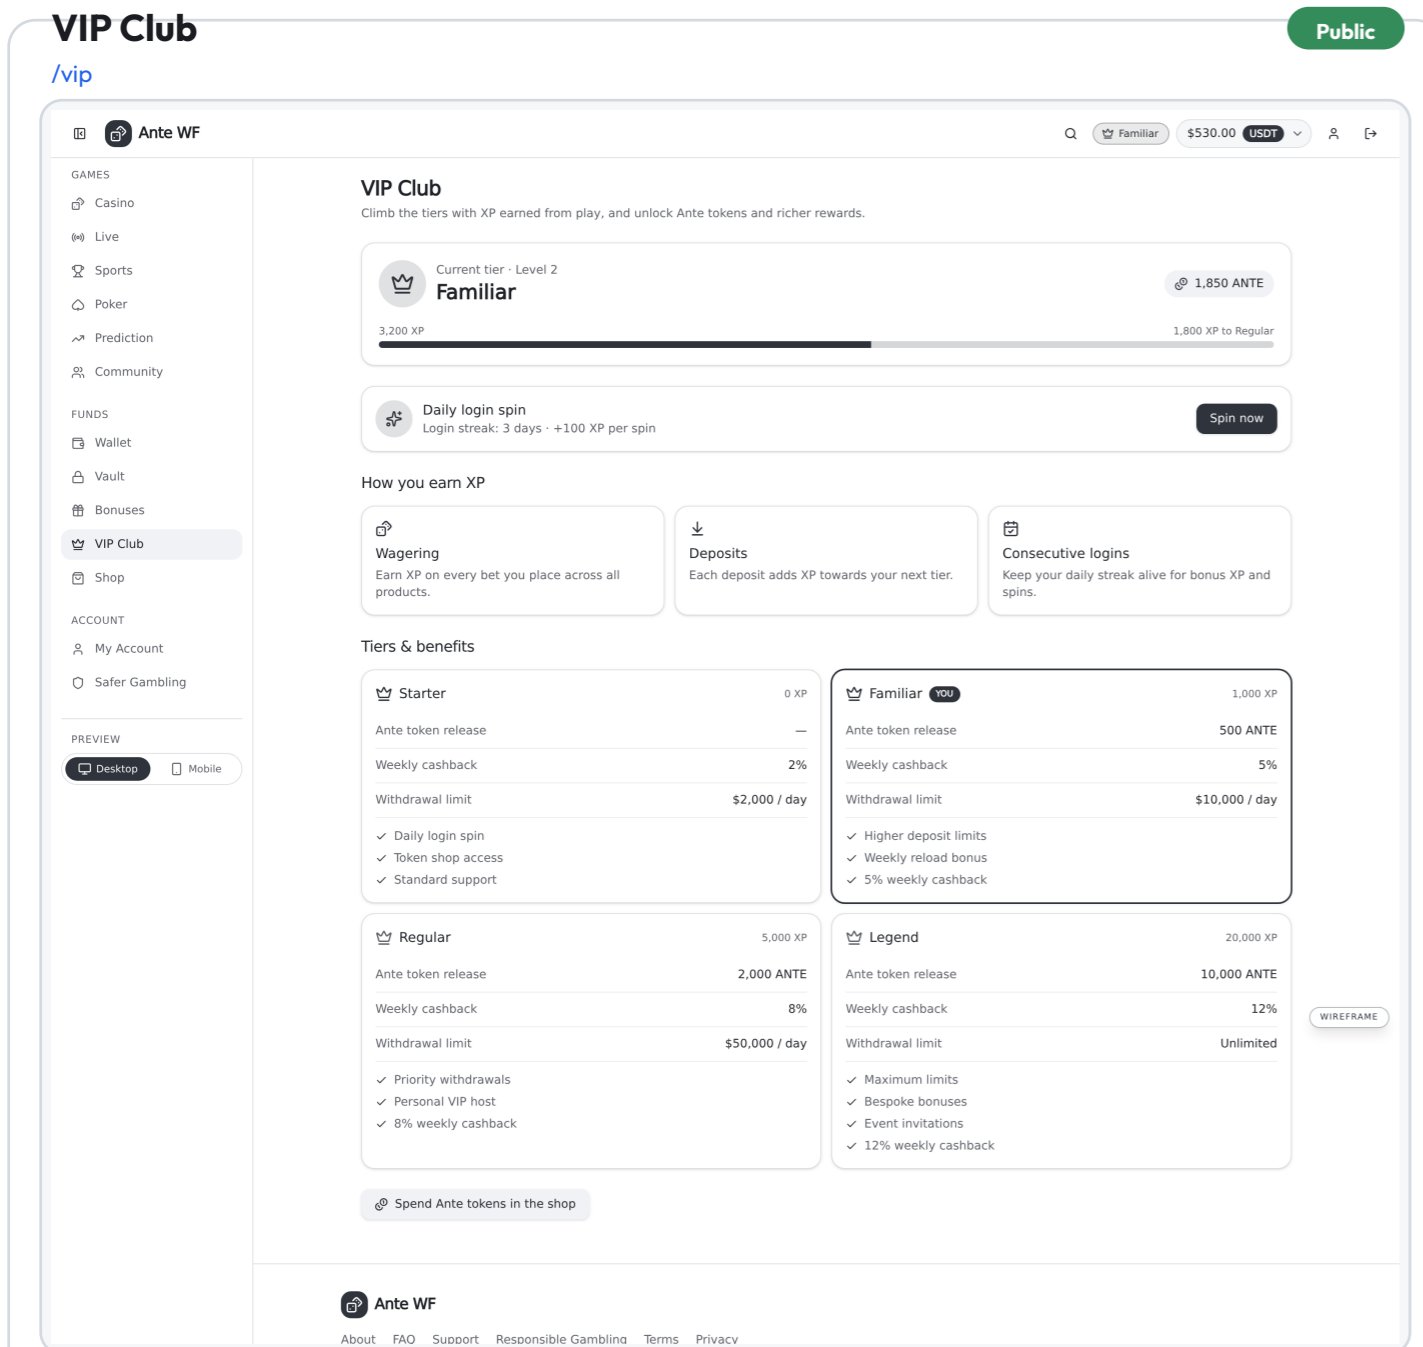 VIP Club
Public
/vip
Ante WF
Familiar
$530.00 USDT
GAMES
Casino
Live
Sports
Poker
Prediction
Community
FUNDS
Wallet
Vault
Bonuses
VIP Club
Shop
ACCOUNT
My Account
Safer Gambling
PREVIEW
Desktop
Mobile
VIP Club
Climb the tiers with XP earned from play, and unlock Ante tokens and richer rewards.
Current tier · Level 2
Familiar
1,850 ANTE
3,200 XP
1,800 XP to Regular
Daily login spin
Login streak: 3 days · +100 XP per spin
Spin now
How you earn XP
Wagering
Earn XP on every bet you place across all
products.
Deposits
Each deposit adds XP towards your next tier.
Consecutive logins
Keep your daily streak alive for bonus XP and
spins.
Tiers & benefits
Starter
0 XP
Ante token release
—
Weekly cashback
2%
Withdrawal limit
$2,000 / day
Daily login spin
Token shop access
Standard support
Familiar YOU
1,000 XP
Ante token release
500 ANTE
Weekly cashback
5%
Withdrawal limit
$10,000 / day
Higher deposit limits
Weekly reload bonus
5% weekly cashback
Regular
5,000 XP
Ante token release
2,000 ANTE
Weekly cashback
8%
Withdrawal limit
$50,000 / day
Priority withdrawals
Personal VIP host
8% weekly cashback
Legend
20,000 XP
Ante token release
10,000 ANTE
Weekly cashback
12%
Withdrawal limit
Unlimited
Maximum limits
Bespoke bonuses
Event invitations
12% weekly cashback
WIREFRAME
Spend Ante tokens in the shop
Ante WF
About FAQ Support Responsible Gambling Terms Privacy